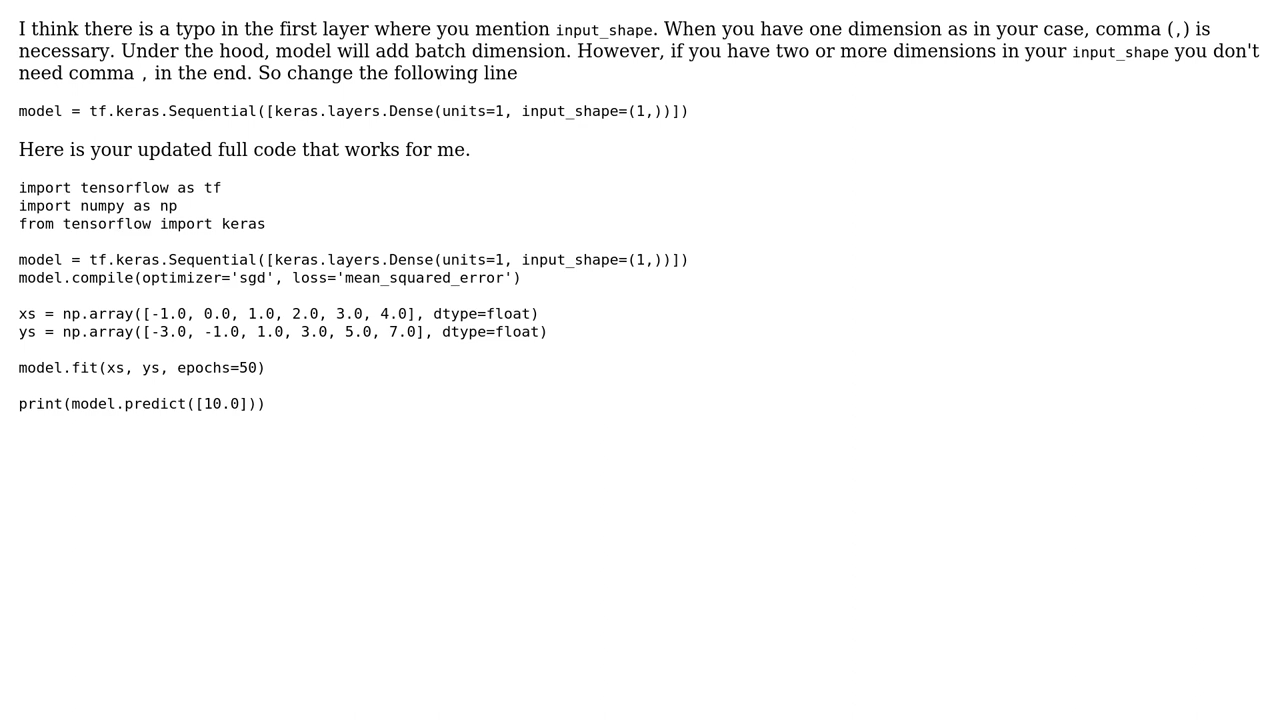 I think there is a typo in the first layer where you mention input_shape. When you have one dimension as in your case, comma (,) is
necessary. Under the hood, model will add batch dimension. However, if you have two or more dimensions in your input_shape you don't
need comma , in the end. So change the following line
model = tf.keras.Sequential([keras.layers.Dense(units=1, input_shape=(1,))])
Here is your updated full code that works for me.
import tensorflow as tf
import numpy as np
from tensorflow import keras
model = tf.keras.Sequential([keras.layers.Dense(units=1, input_shape=(1,))])
model.compile(optimizer='sgd', loss='mean_squared_error')
xs = np.array([-1.0, 0.0, 1.0, 2.0, 3.0, 4.0], dtype=float)
ys = np.array([-3.0, -1.0, 1.0, 3.0, 5.0, 7.0], dtype=float)
model.fit(xs, ys, epochs=50)
print(model.predict([10.0]))